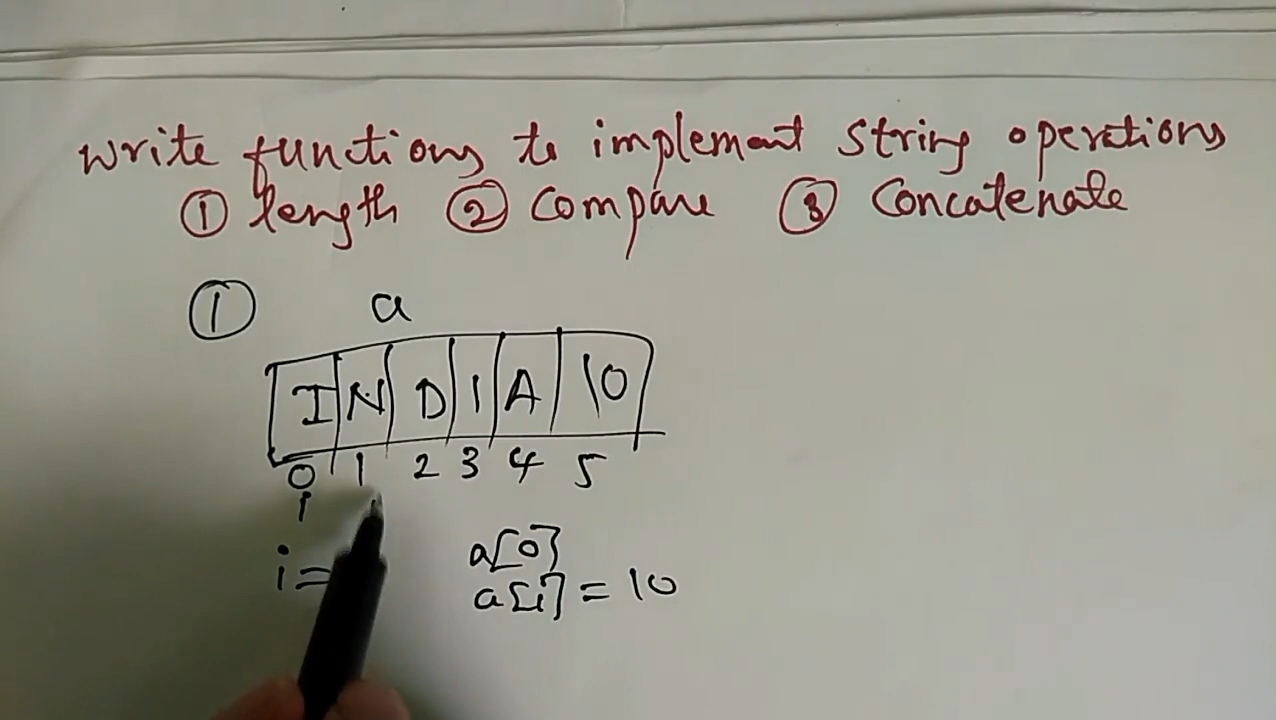 Write functions to implement String operations
① length ② Compare ③ Concatenate
① a
I N D I A \0
0 1 2 3 4 5
i=
a[0]
a[i] = \0